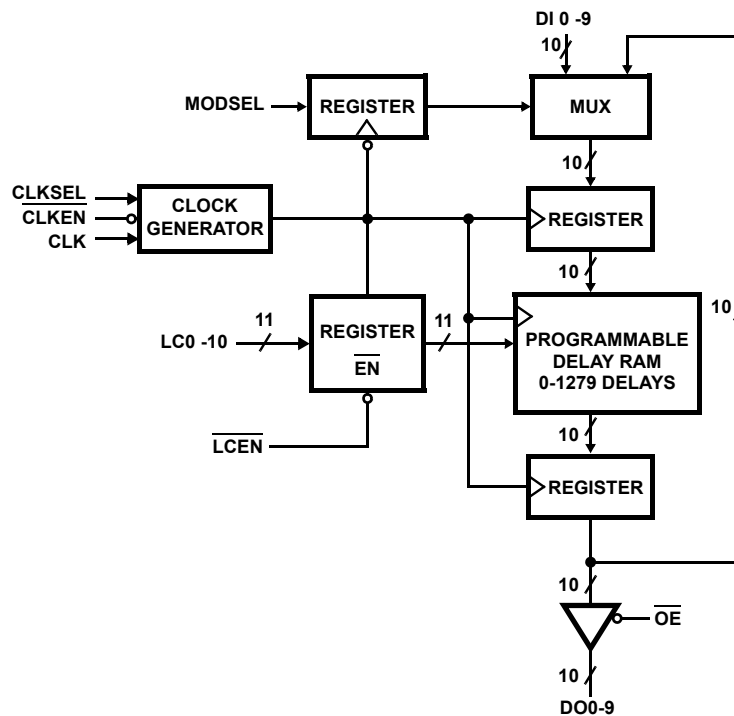 DI 0 -9
10
MODSEL
REGISTER
MUX
10
CLKSEL
CLKEN
CLK
CLOCK
GENERATOR
REGISTER
10
LC0 -10
11
REGISTER
EN
11
PROGRAMMABLE
DELAY RAM
0-1279 DELAYS
10
LCEN
10
REGISTER
10
OE
10
DO0-9